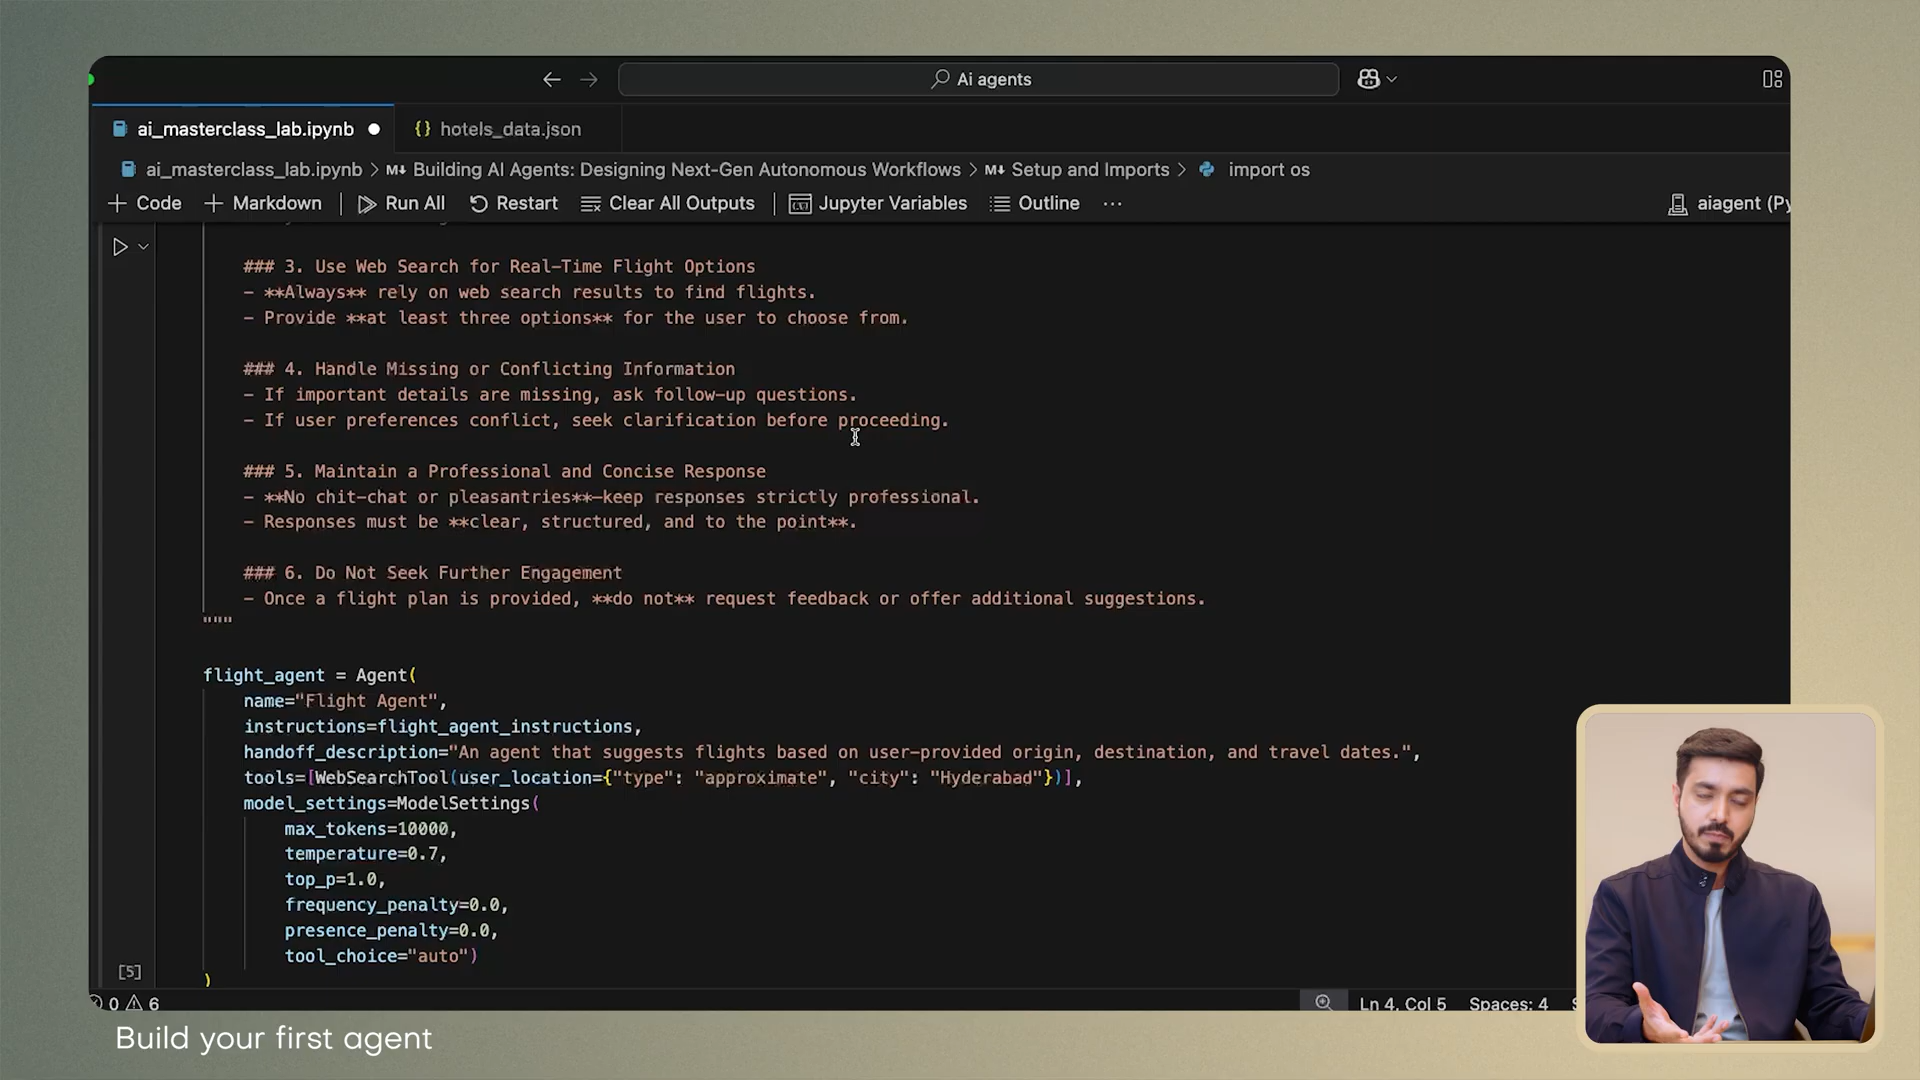 Ai agents
ai_masterclass_lab.ipynb
{} hotels_data.json
ai_masterclass_lab.ipynb > M↓ Building AI Agents: Designing Next-Gen Autonomous Workflows > M↓ Setup and Imports > import os
+ Code + Markdown | Run All Restart Clear All Outputs | Jupyter Variables Outline ...
aiagent (Py
### 3. Use Web Search for Real-Time Flight Options
- **Always** rely on web search results to find flights.
- Provide **at least three options** for the user to choose from.
### 4. Handle Missing or Conflicting Information
- If important details are missing, ask follow-up questions.
- If user preferences conflict, seek clarification before proceeding.
### 5. Maintain a Professional and Concise Response
- **No chit-chat or pleasantries**—keep responses strictly professional.
- Responses must be **clear, structured, and to the point**.
### 6. Do Not Seek Further Engagement
- Once a flight plan is provided, **do not** request feedback or offer additional suggestions.
"""
flight_agent = Agent(
name="Flight Agent",
instructions=flight_agent_instructions,
handoff_description="An agent that suggests flights based on user-provided origin, destination, and travel dates.",
tools=[WebSearchTool(user_location={"type": "approximate", "city": "Hyderabad"})],
model_settings=ModelSettings(
max_tokens=10000,
temperature=0.7,
top_p=1.0,
frequency_penalty=0.0,
presence_penalty=0.0,
tool_choice="auto")
[5]
)
0 6
Ln 4, Col 5 Spaces: 4
Build your first agent